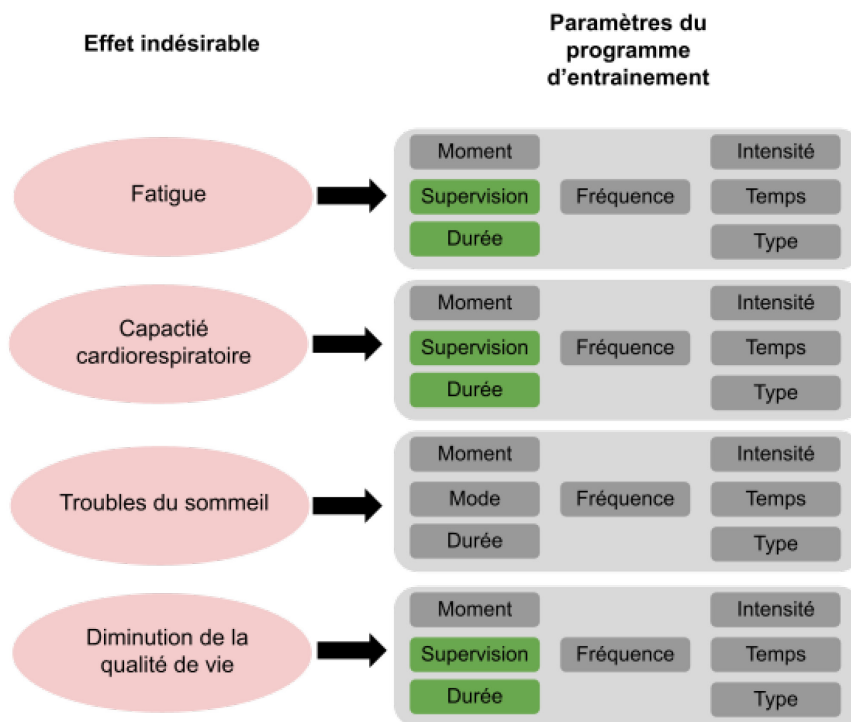 Effet indésirable
Paramètres du
programme
d'entrainement
Fatigue
Moment
Supervision
Durée
Fréquence
Intensité
Temps
Type
Capactié
cardiorespiratoire
Moment
Supervision
Durée
Fréquence
Intensité
Temps
Type
Troubles du sommeil
Moment
Mode
Durée
Fréquence
Intensité
Temps
Type
Diminution de la
qualité de vie
Moment
Supervision
Durée
Fréquence
Intensité
Temps
Type